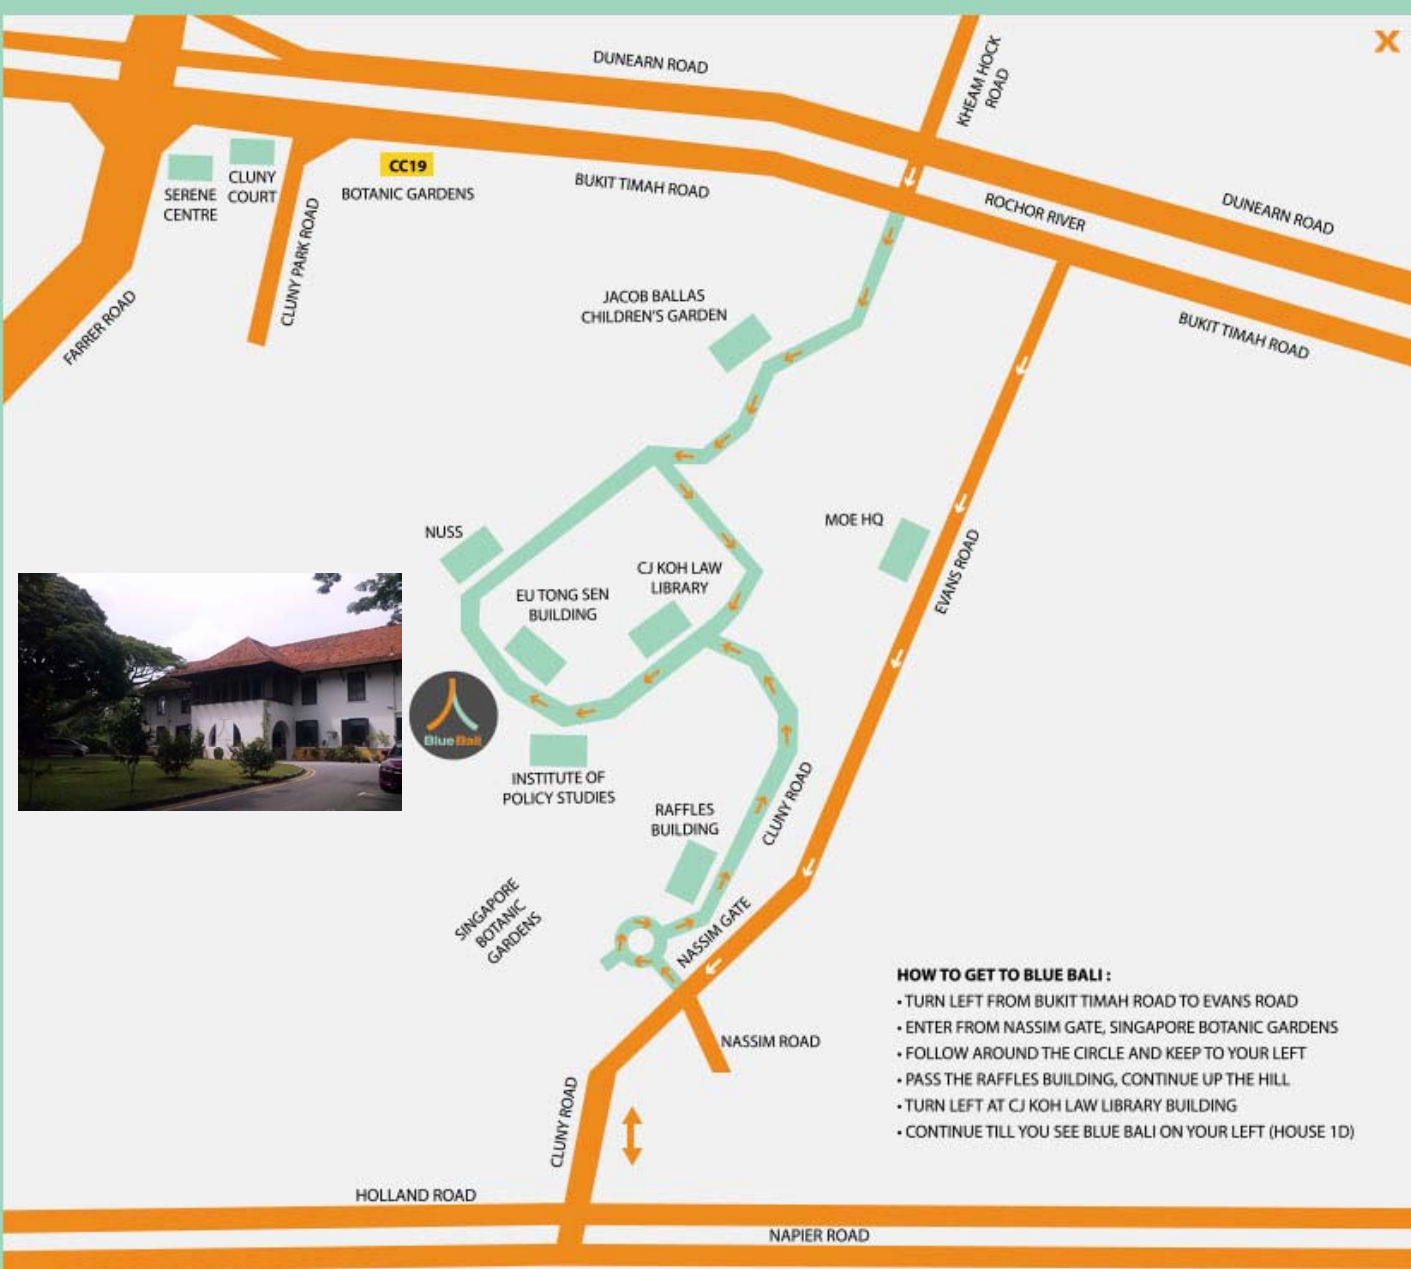 X
DUNEARN ROAD
KHEAM HOCK
ROAD
SERENE
CENTRE
CLUNY
COURT
CC19
BOTANIC GARDENS
BUKIT TIMAH ROAD
ROCHOR RIVER
DUNEARN ROAD
CLUNY PARK ROAD
FARRER ROAD
JACOB BALLAS
CHILDREN'S GARDEN
BUKIT TIMAH ROAD
NUSS
MOE HQ
EVANS ROAD
EU TONG SEN
BUILDING
CJ KOH LAW
LIBRARY
BlueBali
INSTITUTE OF
POLICY STUDIES
RAFFLES
BUILDING
CLUNY ROAD
SINGAPORE
BOTANIC
GARDENS
NASSIM GATE
NASSIM ROAD
HOW TO GET TO BLUE BALI :
• TURN LEFT FROM BUKIT TIMAH ROAD TO EVANS ROAD
• ENTER FROM NASSIM GATE, SINGAPORE BOTANIC GARDENS
• FOLLOW AROUND THE CIRCLE AND KEEP TO YOUR LEFT
• PASS THE RAFFLES BUILDING, CONTINUE UP THE HILL
• TURN LEFT AT CJ KOH LAW LIBRARY BUILDING
• CONTINUE TILL YOU SEE BLUE BALI ON YOUR LEFT (HOUSE 1D)
CLUNY ROAD
HOLLAND ROAD
NAPIER ROAD